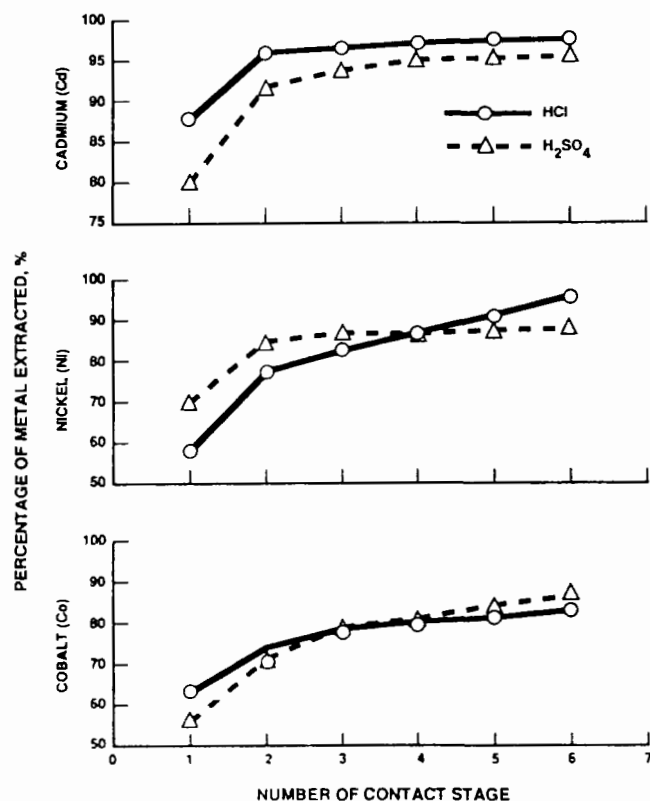 PERCENTAGE OF METAL EXTRACTED, %
CADMIUM (Cd)
100
95
90
85
80
75
HCl
H₂SO₄
NICKEL (NI)
100
90
80
70
60
50
COBALT (Co)
100
90
80
70
60
50
0 1 2 3 4 5 6 7
NUMBER OF CONTACT STAGE